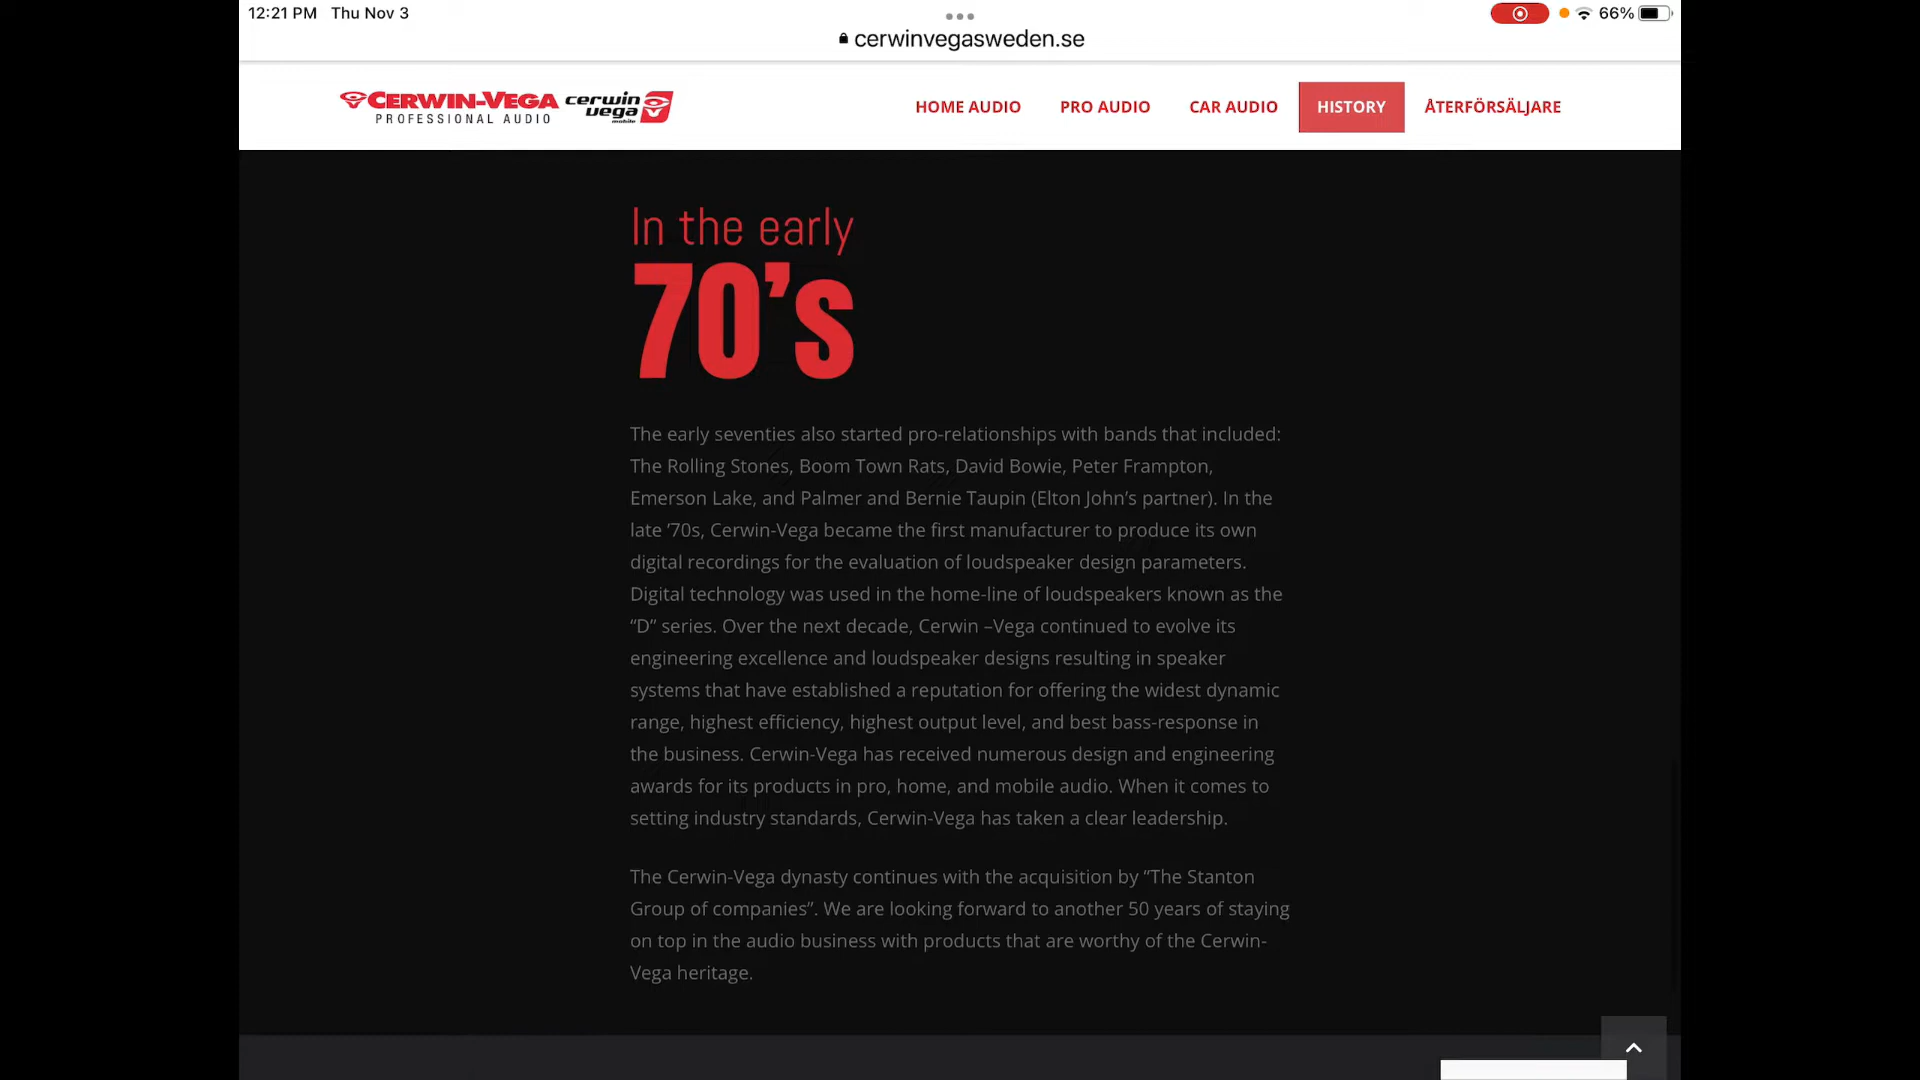 12:21 PM Thu Nov 3
66%
cerwinvegasweden.se
CERWIN-VEGA
PROFESSIONAL AUDIO
cerwin
vega
mobile
HOME AUDIO
PRO AUDIO
CAR AUDIO
HISTORY
ÅTERFÖRSÄLJARE
In the early
70’s
The early seventies also started pro-relationships with bands that included:
The Rolling Stones, Boom Town Rats, David Bowie, Peter Frampton,
Emerson Lake, and Palmer and Bernie Taupin (Elton John’s partner). In the
late ’70s, Cerwin-Vega became the first manufacturer to produce its own
digital recordings for the evaluation of loudspeaker design parameters.
Digital technology was used in the home-line of loudspeakers known as the
”D” series. Over the next decade, Cerwin –Vega continued to evolve its
engineering excellence and loudspeaker designs resulting in speaker
systems that have established a reputation for offering the widest dynamic
range, highest efficiency, highest output level, and best bass-response in
the business. Cerwin-Vega has received numerous design and engineering
awards for its products in pro, home, and mobile audio. When it comes to
setting industry standards, Cerwin-Vega has taken a clear leadership.
The Cerwin-Vega dynasty continues with the acquisition by ”The Stanton
Group of companies”. We are looking forward to another 50 years of staying
on top in the audio business with products that are worthy of the Cerwin-
Vega heritage.